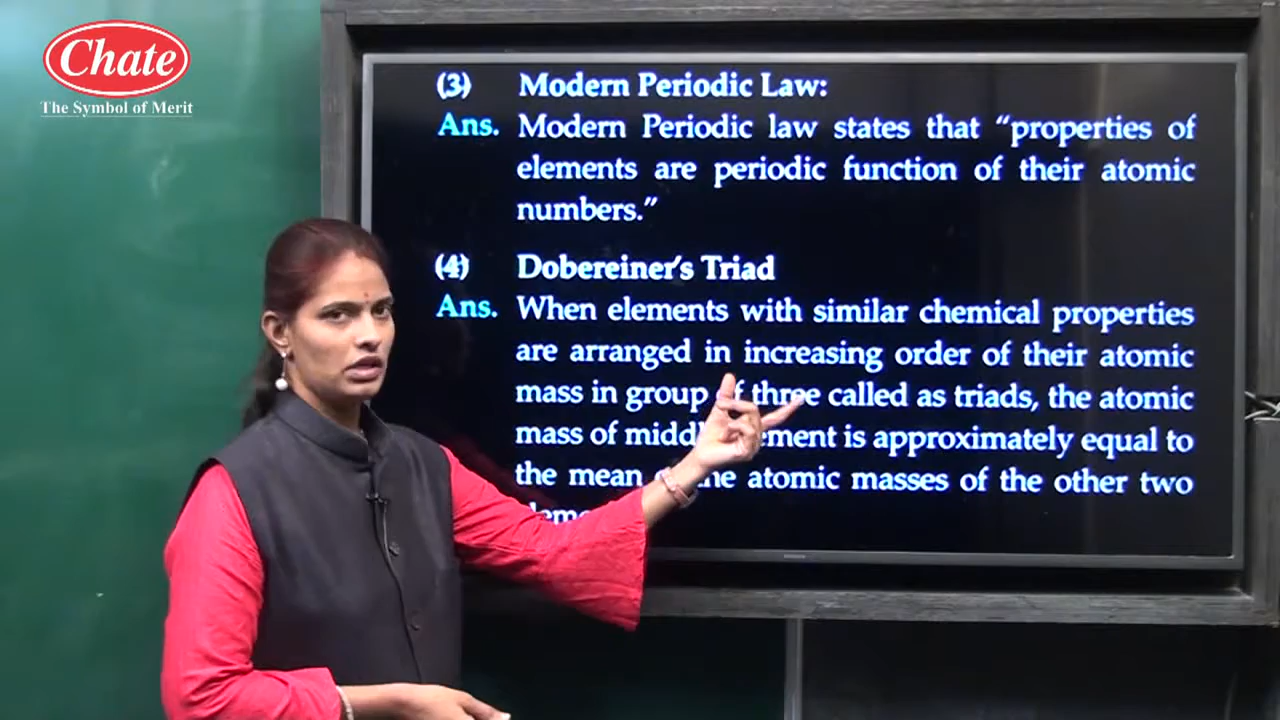 Chate
The Symbol of Merit
(3) Modern Periodic Law:
Ans. Modern Periodic law states that “properties of
elements are periodic function of their atomic
numbers.”
(4) Dobereiner's Triad
Ans. When elements with similar chemical properties
are arranged in increasing order of their atomic
mass in group of three called as triads, the atomic
mass of middle element is approximately equal to
the mean the atomic masses of the other two